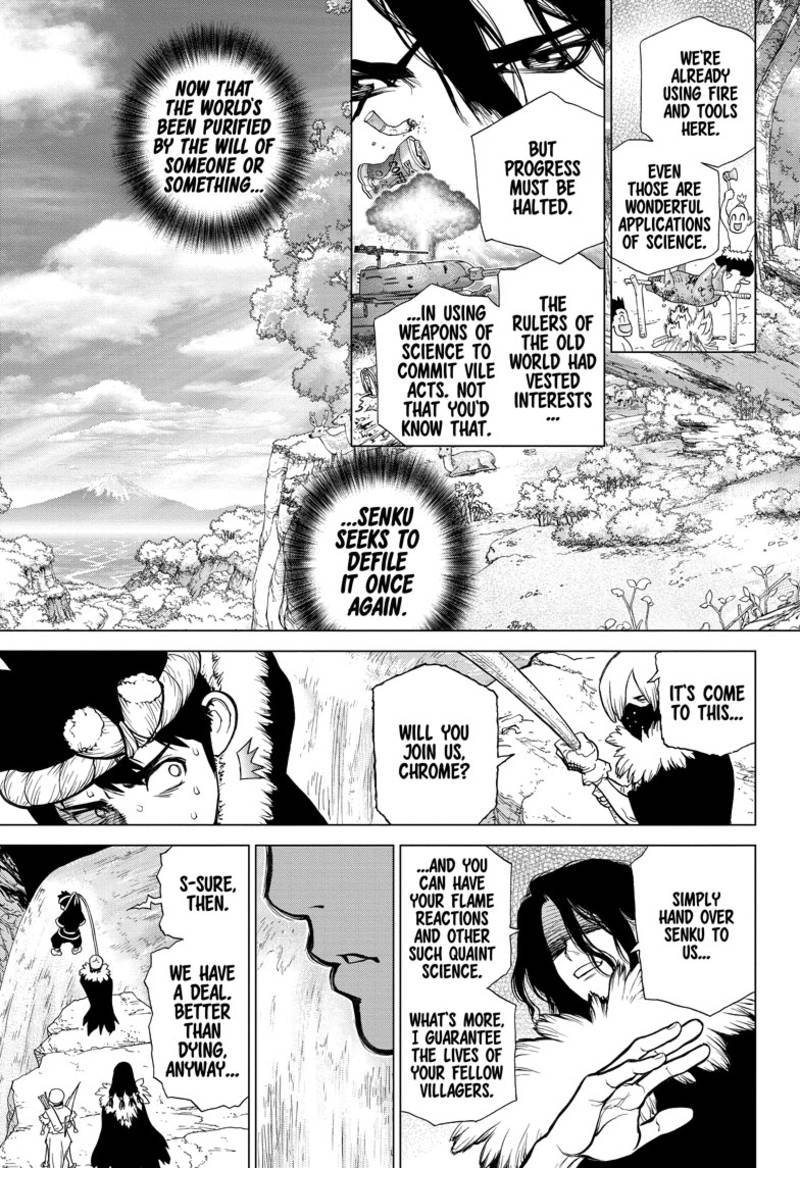 WE'RE
ALREADY
USING FIRE
AND TOOLS
HERE.
EVEN
THOSE ARE
WONDERFUL
APPLICATIONS
OF SCIENCE.
BUT
PROGRESS
MUST BE
HALTED.
THE
RULERS OF
THE OLD
WORLD HAD
VESTED
INTERESTS
...
...IN USING
WEAPONS OF
SCIENCE TO
COMMIT VILE
ACTS. NOT
THAT YOU'D
KNOW THAT.
NOW THAT
THE WORLD'S
BEEN PURIFIED
BY THE WILL OF
SOMEONE OR
SOMETHING...
...SENKU
SEEKS TO
DEFILE
IT ONCE
AGAIN.
IT'S COME
TO THIS...
WILL YOU
JOIN US,
CHROME?
SIMPLY
HAND OVER
SENKU TO
US...
...AND YOU
CAN HAVE
YOUR FLAME
REACTIONS
AND OTHER
SUCH QUAINT
SCIENCE.
WHAT'S MORE,
I GUARANTEE
THE LIVES OF
YOUR FELLOW
VILLAGERS.
S-SURE,
THEN.
WE HAVE
A DEAL.
BETTER
THAN
DYING,
ANYWAY...